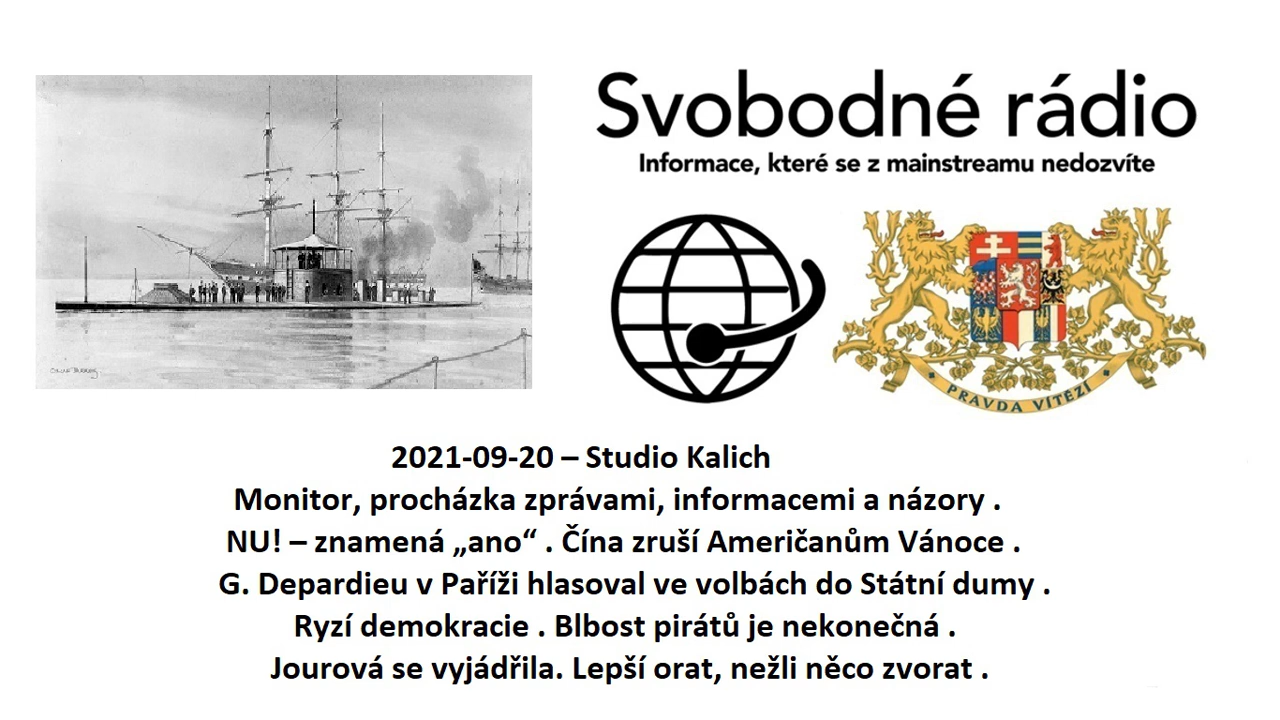 Svobodné rádio
Informace, které se z mainstreamu nedozvíte
PRAVDA VÍTĚZÍ
2021-09-20 – Studio Kalich
Monitor, procházka zprávami, informacemi a názory .
NU! – znamená „ano“ . Čína zruší Američanům Vánoce .
G. Depardieu v Paříži hlasoval ve volbách do Státní dumy .
Ryzí demokracie . Blbost pirátů je nekonečná .
Jourová se vyjádřila. Lepší orat, nežli něco zvorat .